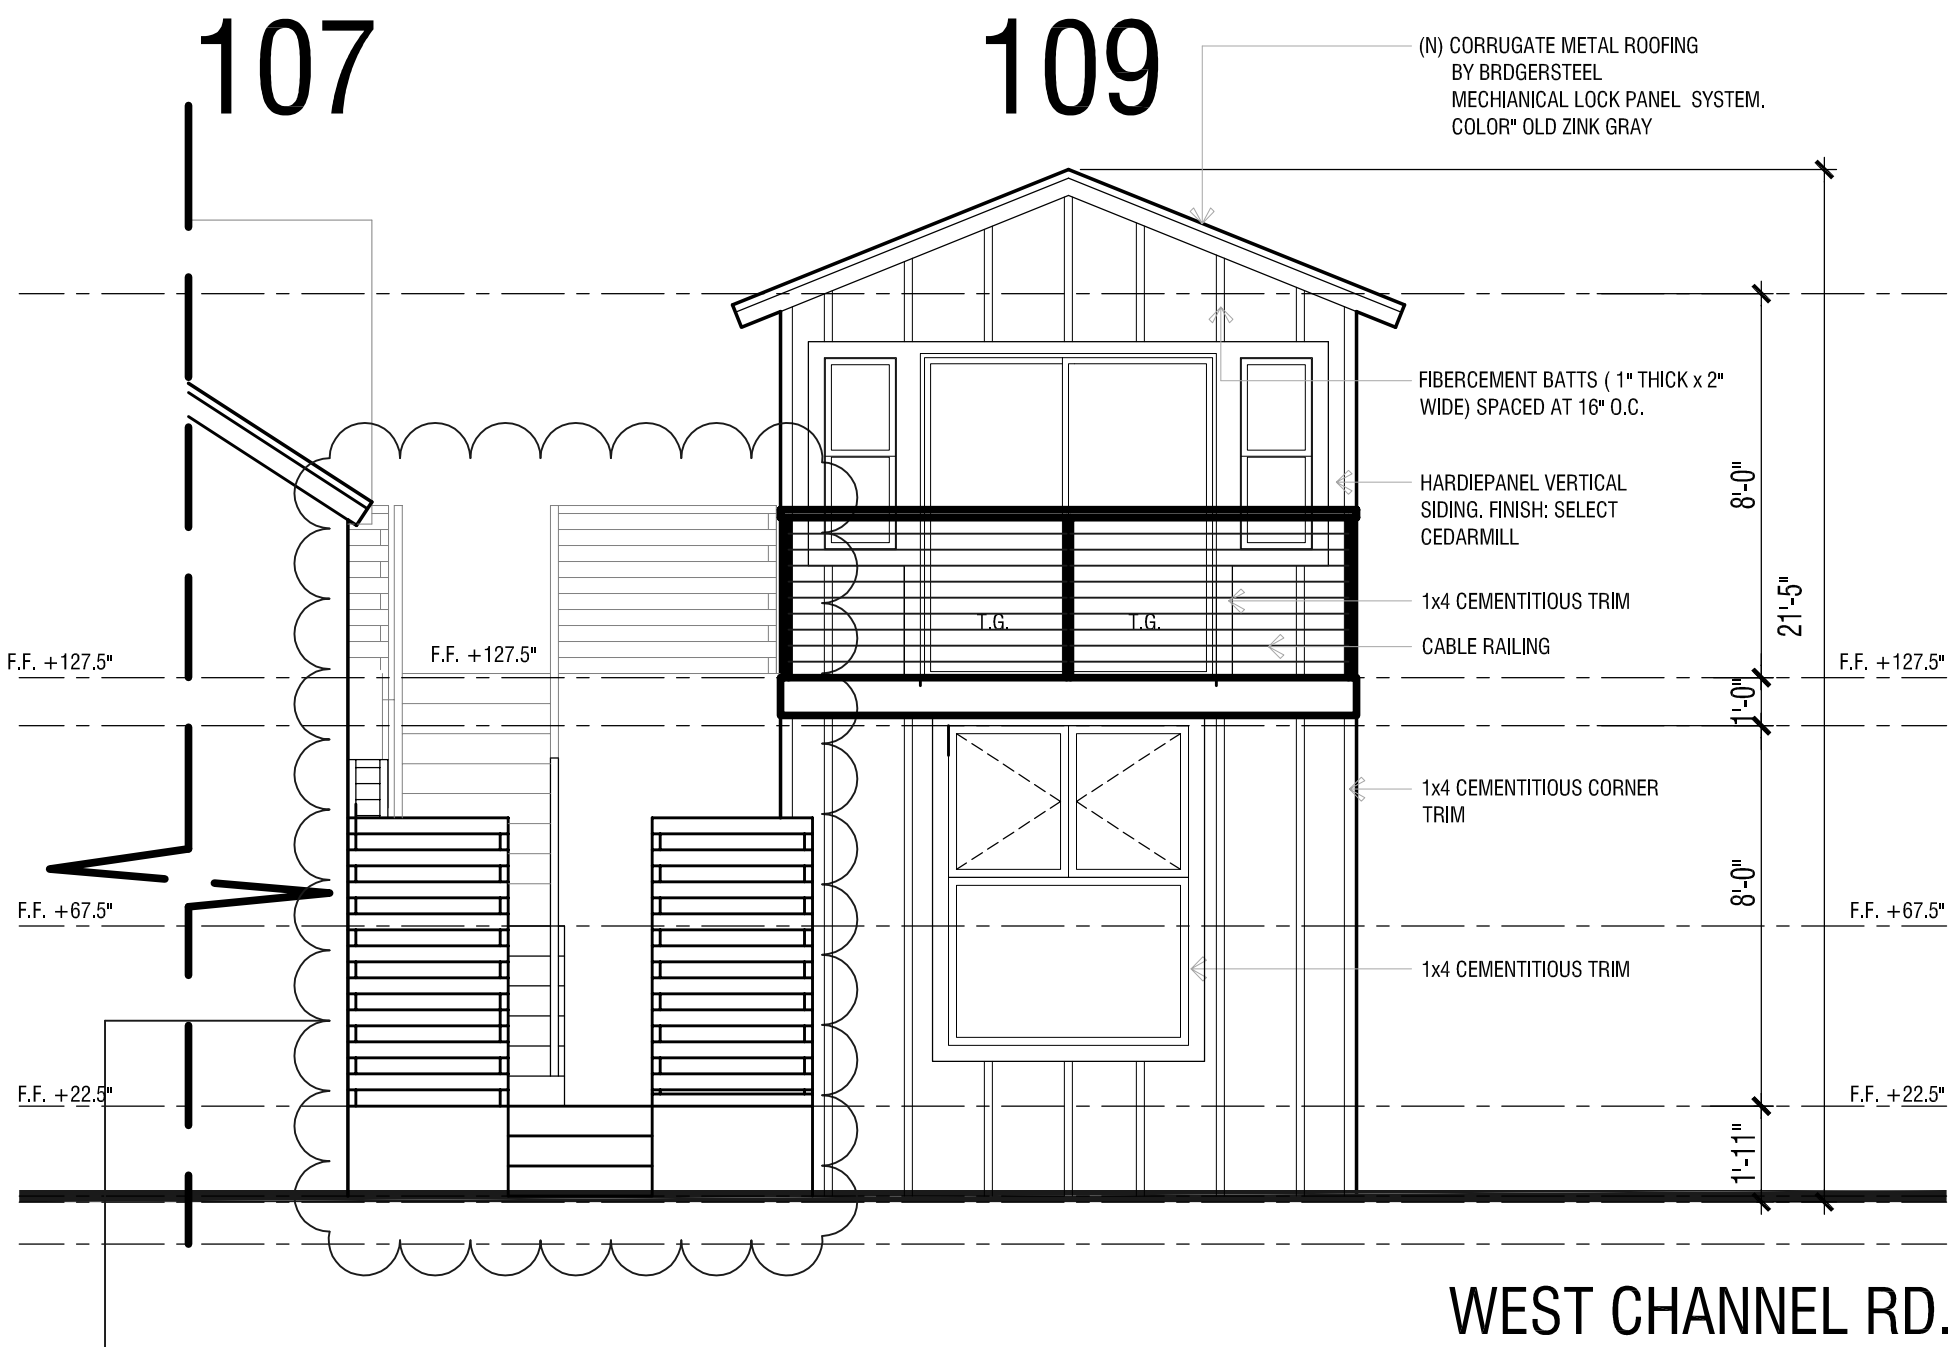 107
109
(N) CORRUGATE METAL ROOFING
BY BRDGERSTEEL
MECHIANICAL LOCK PANEL SYSTEM.
COLOR" OLD ZINK GRAY
FIBERCEMENT BATTS ( 1" THICK x 2"
WIDE) SPACED AT 16" O.C.
HARDIEPANEL VERTICAL
SIDING. FINISH: SELECT
CEDARMILL
8'-0"
21'-5"
1x4 CEMENTITIOUS TRIM
T.G.
T.G.
CABLE RAILING
F.F. +127.5"
F.F. +127.5"
F.F. +127.5"
1'-0"
1x4 CEMENTITIOUS CORNER
TRIM
8'-0"
F.F. +67.5"
F.F. +67.5"
1x4 CEMENTITIOUS TRIM
F.F. +22.5"
F.F. +22.5"
1'-11"
WEST CHANNEL RD.